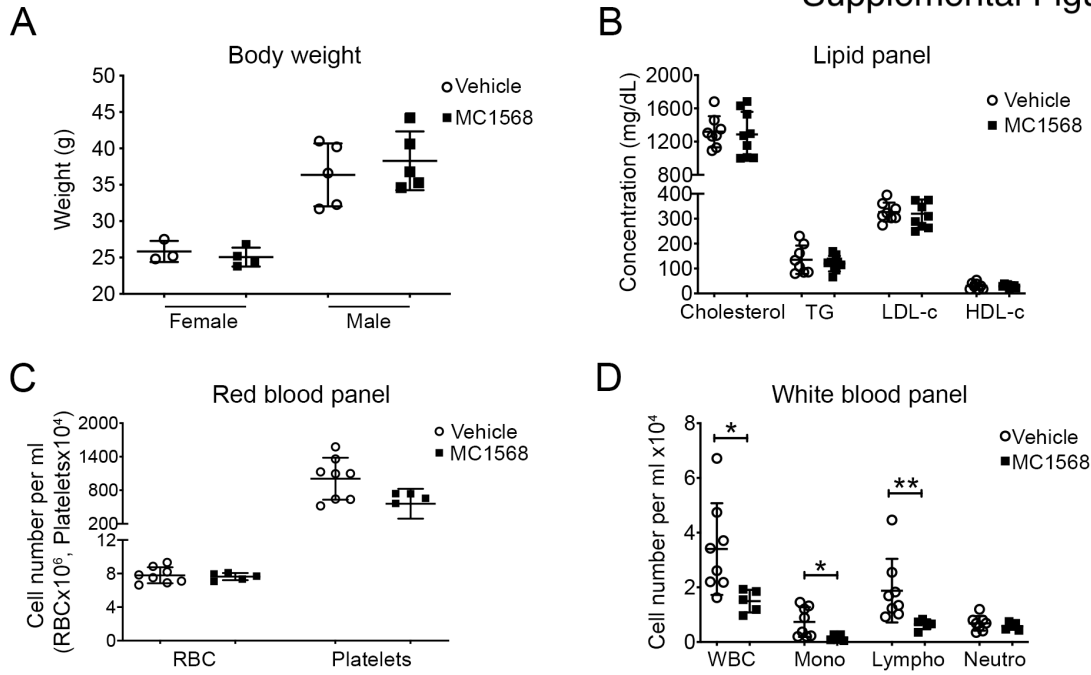 Supplemental Figu
A
Body weight
Weight (g)
50
45
40
35
30
25
20
Vehicle
MC1568
Female
Male
B
Lipid panel
Concentration (mg/dL)
2000
1600
1200
800
400
300
200
100
0
Vehicle
MC1568
Cholesterol
TG
LDL-c
HDL-c
C
Red blood panel
Cell number per ml
(RBCx10⁶, Plateletsx10⁴)
2000
1400
800
200
12
8
4
0
Vehicle
MC1568
RBC
Platelets
D
White blood panel
Cell number per ml x10⁴
8
6
4
2
0
*
*
**
Vehicle
MC1568
WBC
Mono
Lympho
Neutro